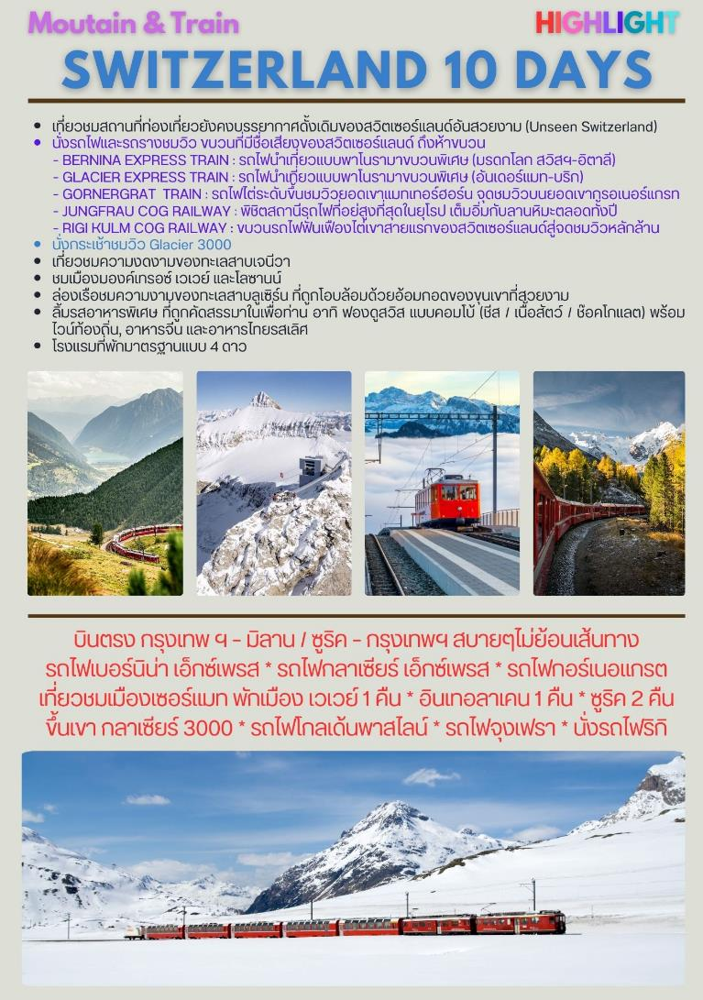 Moutain & Train
HIGHLIGHT
SWITZERLAND 10 DAYS
• เที่ยวชมสถานที่ท่องเที่ยวยังคงบรรยากาศดั้งเดิมของสวิตเซอร์แลนด์อันสวยงาม (Unseen Switzerland)
• นั่งรถไฟและรถรางชมวิว ขบวนที่มีชื่อเสียงของสวิตเซอร์แลนด์ ถึงห้าขบวน
- BERNINA EXPRESS TRAIN : รถไฟนำเที่ยวแบบพาโนรามาขบวนพิเศษ (มรดกโลก สวิสฯ-อิตาลี)
- GLACIER EXPRESS TRAIN : รถไฟนำเที่ยวแบบพาโนรามาขบวนพิเศษ (อันเดอร์แมท-บริก)
- GORNERGRAT TRAIN : รถไฟไต่ระดับขึ้นชมวิวยอดเขาแมทเทอร์ฮอร์น จุดชมวิวบนยอดเขากรอเนอร์แกรท
- JUNGFRAU COG RAILWAY : พิชิตสถานีรถไฟที่อยู่สูงที่สุดในยุโรป เต็มอิ่มกับลานหิมะตลอดทั้งปี
- RIGI KULM COG RAILWAY : ขบวนรถไฟฟันเฟืองไต่เขาสายแรกของสวิตเซอร์แลนด์สู่จุดชมวิวหลักล้าน
• นั่งกระเช้าชมวิว Glacier 3000
• เที่ยวชมความงดงามของทะเลสาบเจนีวา
• ชมเมืองมองค์เทรอซ์ เวเวย์ และโลซานน์
• ล่องเรือชมความงามของทะเลสาบลูเซิร์น ที่ถูกโอบล้อมด้วยอ้อมกอดของขุนเขาที่สวยงาม
• ลิ้มรสอาหารพิเศษ ที่ถูกคัดสรรมาในเพื่อท่าน อาทิ ฟองดูสวิส แบบคอมโบ้ (ชีส / เนื้อสัตว์ / ช๊อคโกแลต) พร้อม
ไวน์ท้องถิ่น, อาหารจีน และอาหารไทยรสเลิศ
• โรงแรมที่พักมาตรฐานแบบ 4 ดาว
บินตรง กรุงเทพ ฯ - มิลาน / ซูริค - กรุงเทพฯ สบายๆไม่ย้อนเส้นทาง
รถไฟเบอร์นิน่า เอ็กซ์เพรส * รถไฟกลาเซียร์ เอ็กซ์เพรส * รถไฟกอร์เนอแกรต
เที่ยวชมเมืองเซอร์แมท พักเมือง เวเวย์ 1 คืน * อินเทอลาเคน 1 คืน * ซูริค 2 คืน
ขึ้นเขา กลาเซียร์ 3000 * รถไฟโกลเด้นพาสไลน์ * รถไฟจุงเฟรา * นั่งรถไฟริกิ